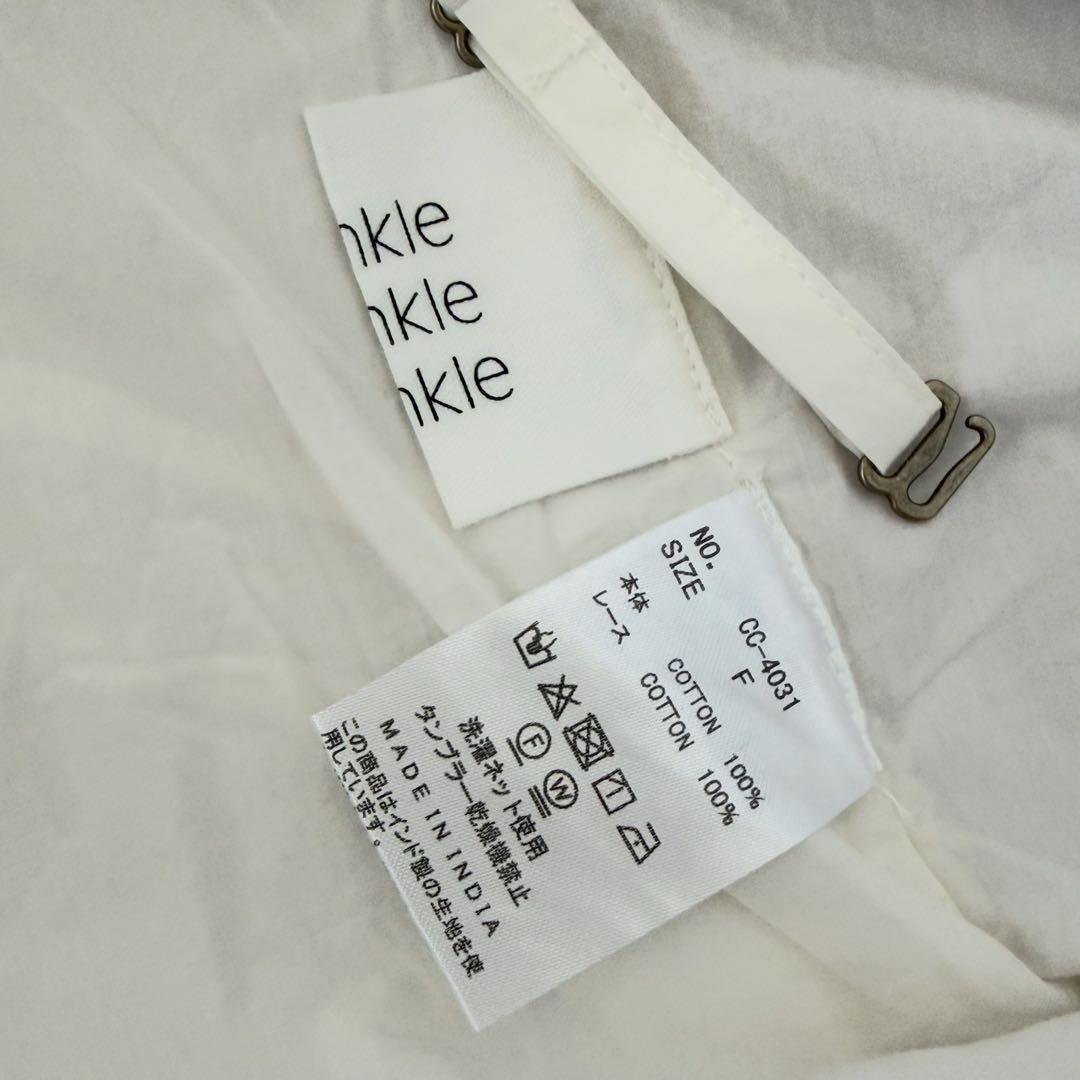 nkle
nkle
nkle
NO. CC-4031
SIZE F
本体 COTTON 100%
レース COTTON 100%
F W
洗濯ネット使用
タンブラー乾燥機禁止
MADE IN INDIA
この商品はインド製の生地を使
用しています。